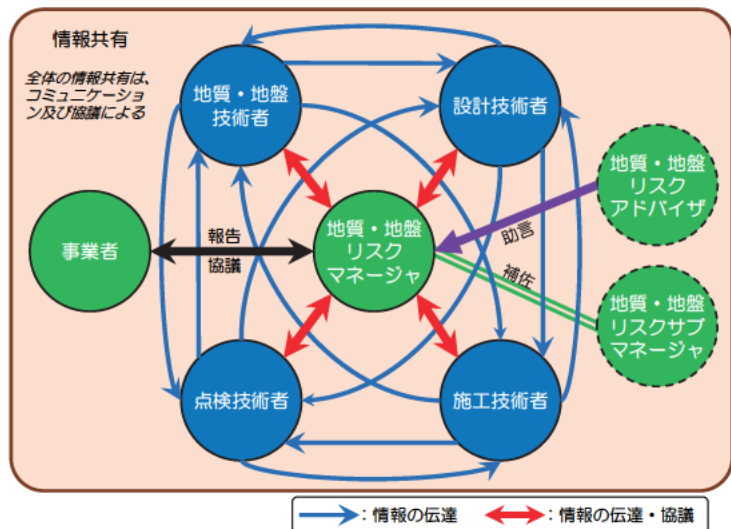 情報共有
全体の情報共有は、
コミュニケーショ
ン及び協議による
地質・地盤
技術者
設計技術者
地質・地盤
リスク
アドバイザ
事業者
報告
協議
地質・地盤
リスク
マネージャ
助言
補佐
地質・地盤
リスクサブ
マネージャ
点検技術者
施工技術者
:情報の伝達
:情報の伝達・協議